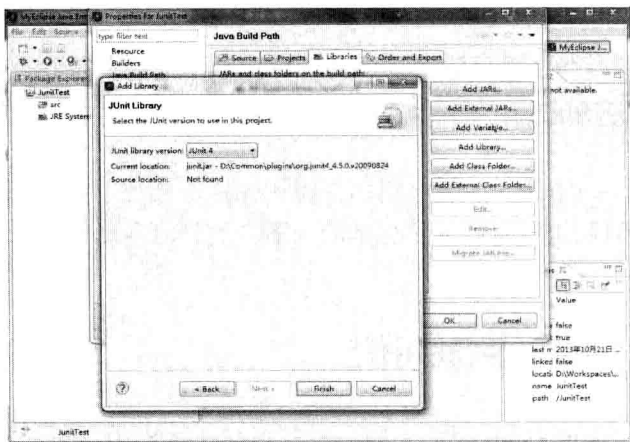 MyEclipse Java Ent
Properties for JunitTest
File Edit Source
type filter text
Java Build Path
Resource
Builders
Java Build Path
Source Projects Libraries Order and Export
MyEclipse J...
JARs and class folders on the build path:
Package Explorer
JunitTest
src
JRE System
Add Library
JUnit Library
Select the JUnit version to use in this project.
JUnit library version: JUnit 4
Current location: junit.jar - D:\Common\plugins\org.junit4_4.5.0.v20090824
Source location: Not found
Add JARs...
Add External JARs...
Add Variable...
Add Library...
Add Class Folder...
Add External Class Folder...
Edit...
Remove
Migrate JAR File...
not available.
OK
Cancel
Value
false
true
2013年10月21日 ...
linked false
locati D:\Workspaces\...
name JunitTest
path /JunitTest
< Back
Next >
Finish
Cancel
JunitTest